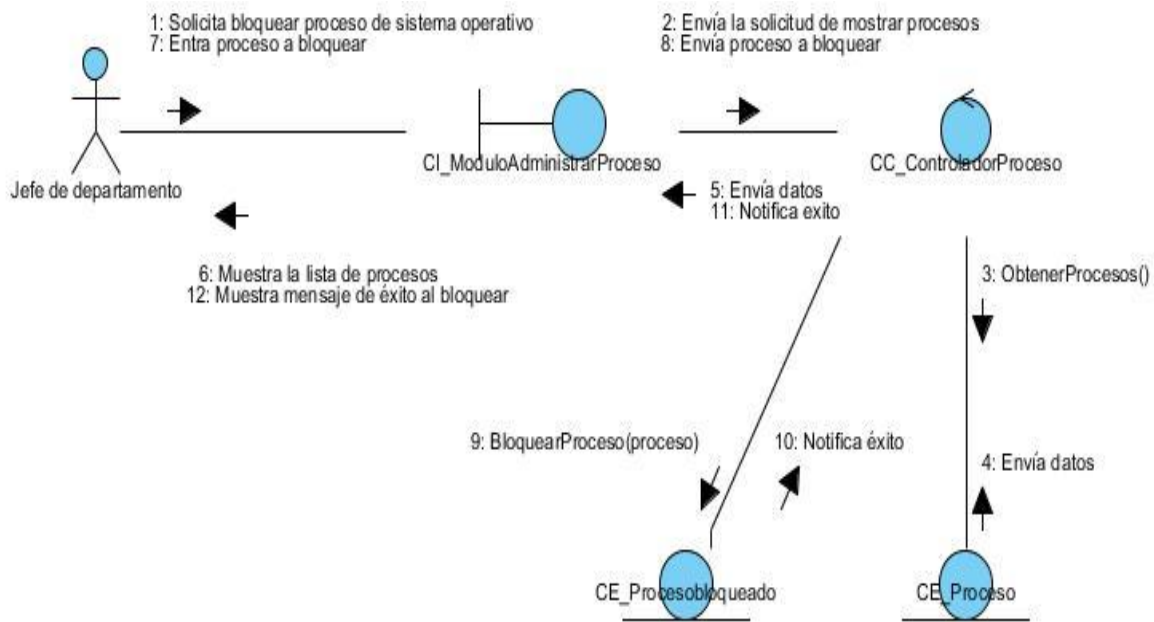 1: Solicita bloquear proceso de sistema operativo
7: Entra proceso a bloquear
2: Envía la solicitud de mostrar procesos
8: Envía proceso a bloquear
Jefe de departamento
CI_ModuloAdministrarProceso
CC_ControladorProceso
5: Envía datos
11: Notifica exito
6: Muestra la lista de procesos
12: Muestra mensaje de éxito al bloquear
3: ObtenerProcesos()
9: BloquearProceso(proceso)
10: Notifica éxito
4: Envía datos
CE_Procesobloqueado
CE_Proceso